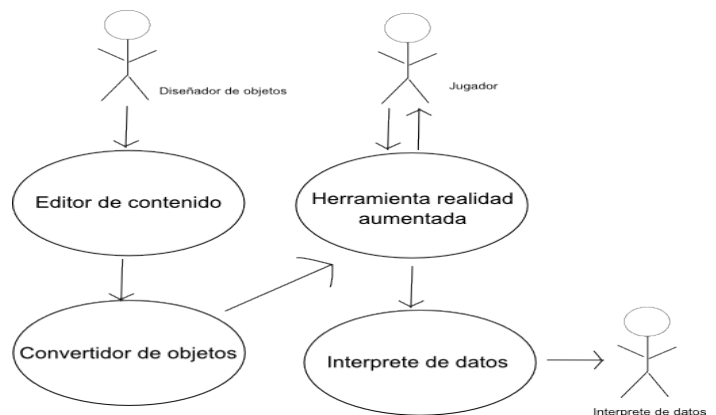 Diseñador de objetos
Jugador
Editor de contenido
Herramienta realidad
aumentada
Convertidor de objetos
Interprete de datos
Interprete de datos